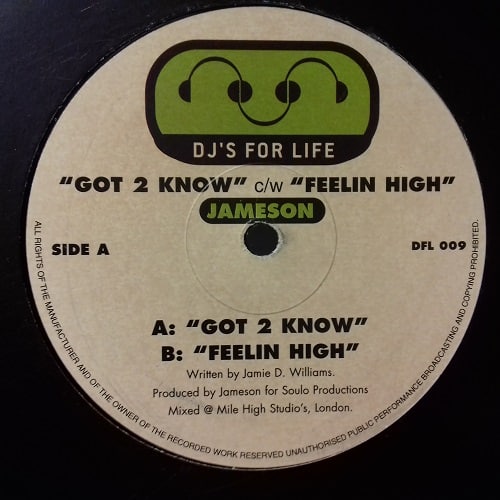 DJ'S FOR LIFE
"GOT 2 KNOW" c/w "FEELIN HIGH"
JAMESON
SIDE A
DFL 009
A: "GOT 2 KNOW"
B: "FEELIN HIGH"
Written by Jamie D. Williams.
Produced by Jameson for Soulo Productions
Mixed @ Mile High Studio's, London.
ALL RIGHTS OF THE MANUFACTURER AND OF THE OWNER OF THE RECORDED WORK RESERVED UNAUTHORISED PUBLIC PERFORMANCE BROADCASTING AND COPYING PROHIBITED.